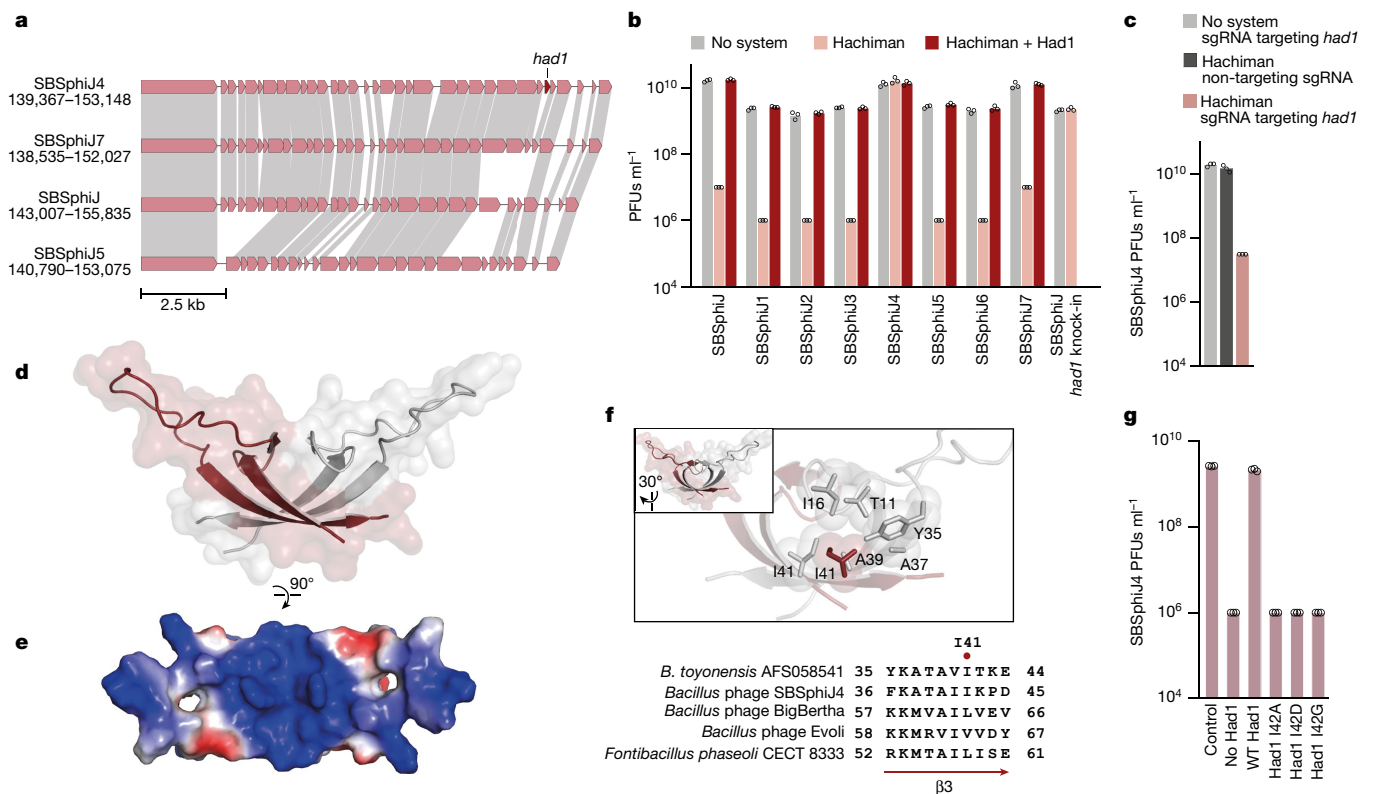 a
had1
SBSphiJ4
139,367–153,148
SBSphiJ7
138,535–152,027
SBSphiJ
143,007–155,835
SBSphiJ5
140,790–153,075
2.5 kb
b
No system
Hachiman
Hachiman + Had1
PFUs ml⁻¹
10¹⁰
10⁸
10⁶
10⁴
SBSphiJ
SBSphiJ1
SBSphiJ2
SBSphiJ3
SBSphiJ4
SBSphiJ5
SBSphiJ6
SBSphiJ7
SBSphiJ
had1 knock-in
c
No system
sgRNA targeting had1
Hachiman
non-targeting sgRNA
Hachiman
sgRNA targeting had1
SBSphiJ4 PFUs ml⁻¹
10¹⁰
10⁸
10⁶
10⁴
d
90°
e
f
30°
I16
T11
Y35
I41
I41
A39
A37
I41
B. toyonensis AFS058541 35 YKATAVITKE 44
Bacillus phage SBSphiJ4 36 FKATAIIKPD 45
Bacillus phage BigBertha 57 KKMVAILVEV 66
Bacillus phage Evoli 58 KKMRVIVVDY 67
Fontibacillus phaseoli CECT 8333 52 RKMTAILISE 61
β3
g
SBSphiJ4 PFUs ml⁻¹
10¹⁰
10⁸
10⁶
10⁴
Control
No Had1
WT Had1
Had1 I42A
Had1 I42D
Had1 I42G